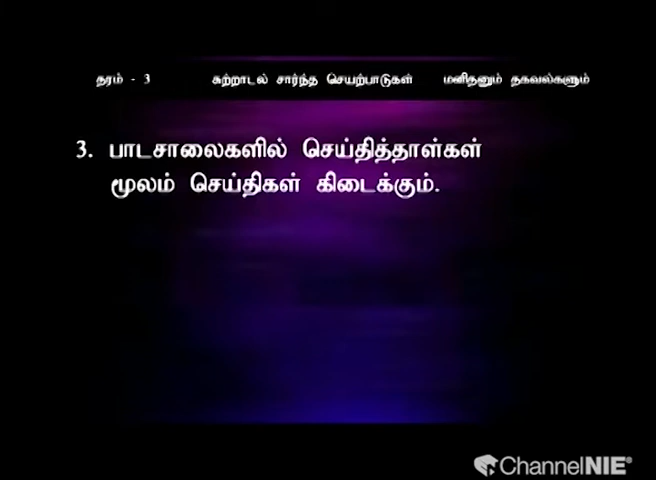 தரம் - 3 சுற்றாடல் சார்ந்த செயற்பாடுகள் மனிதனும் தகவல்களும்
3. பாடசாலைகளில் செய்தித்தாள்கள்
மூலம் செய்திகள் கிடைக்கும்.
ChannelNIE®